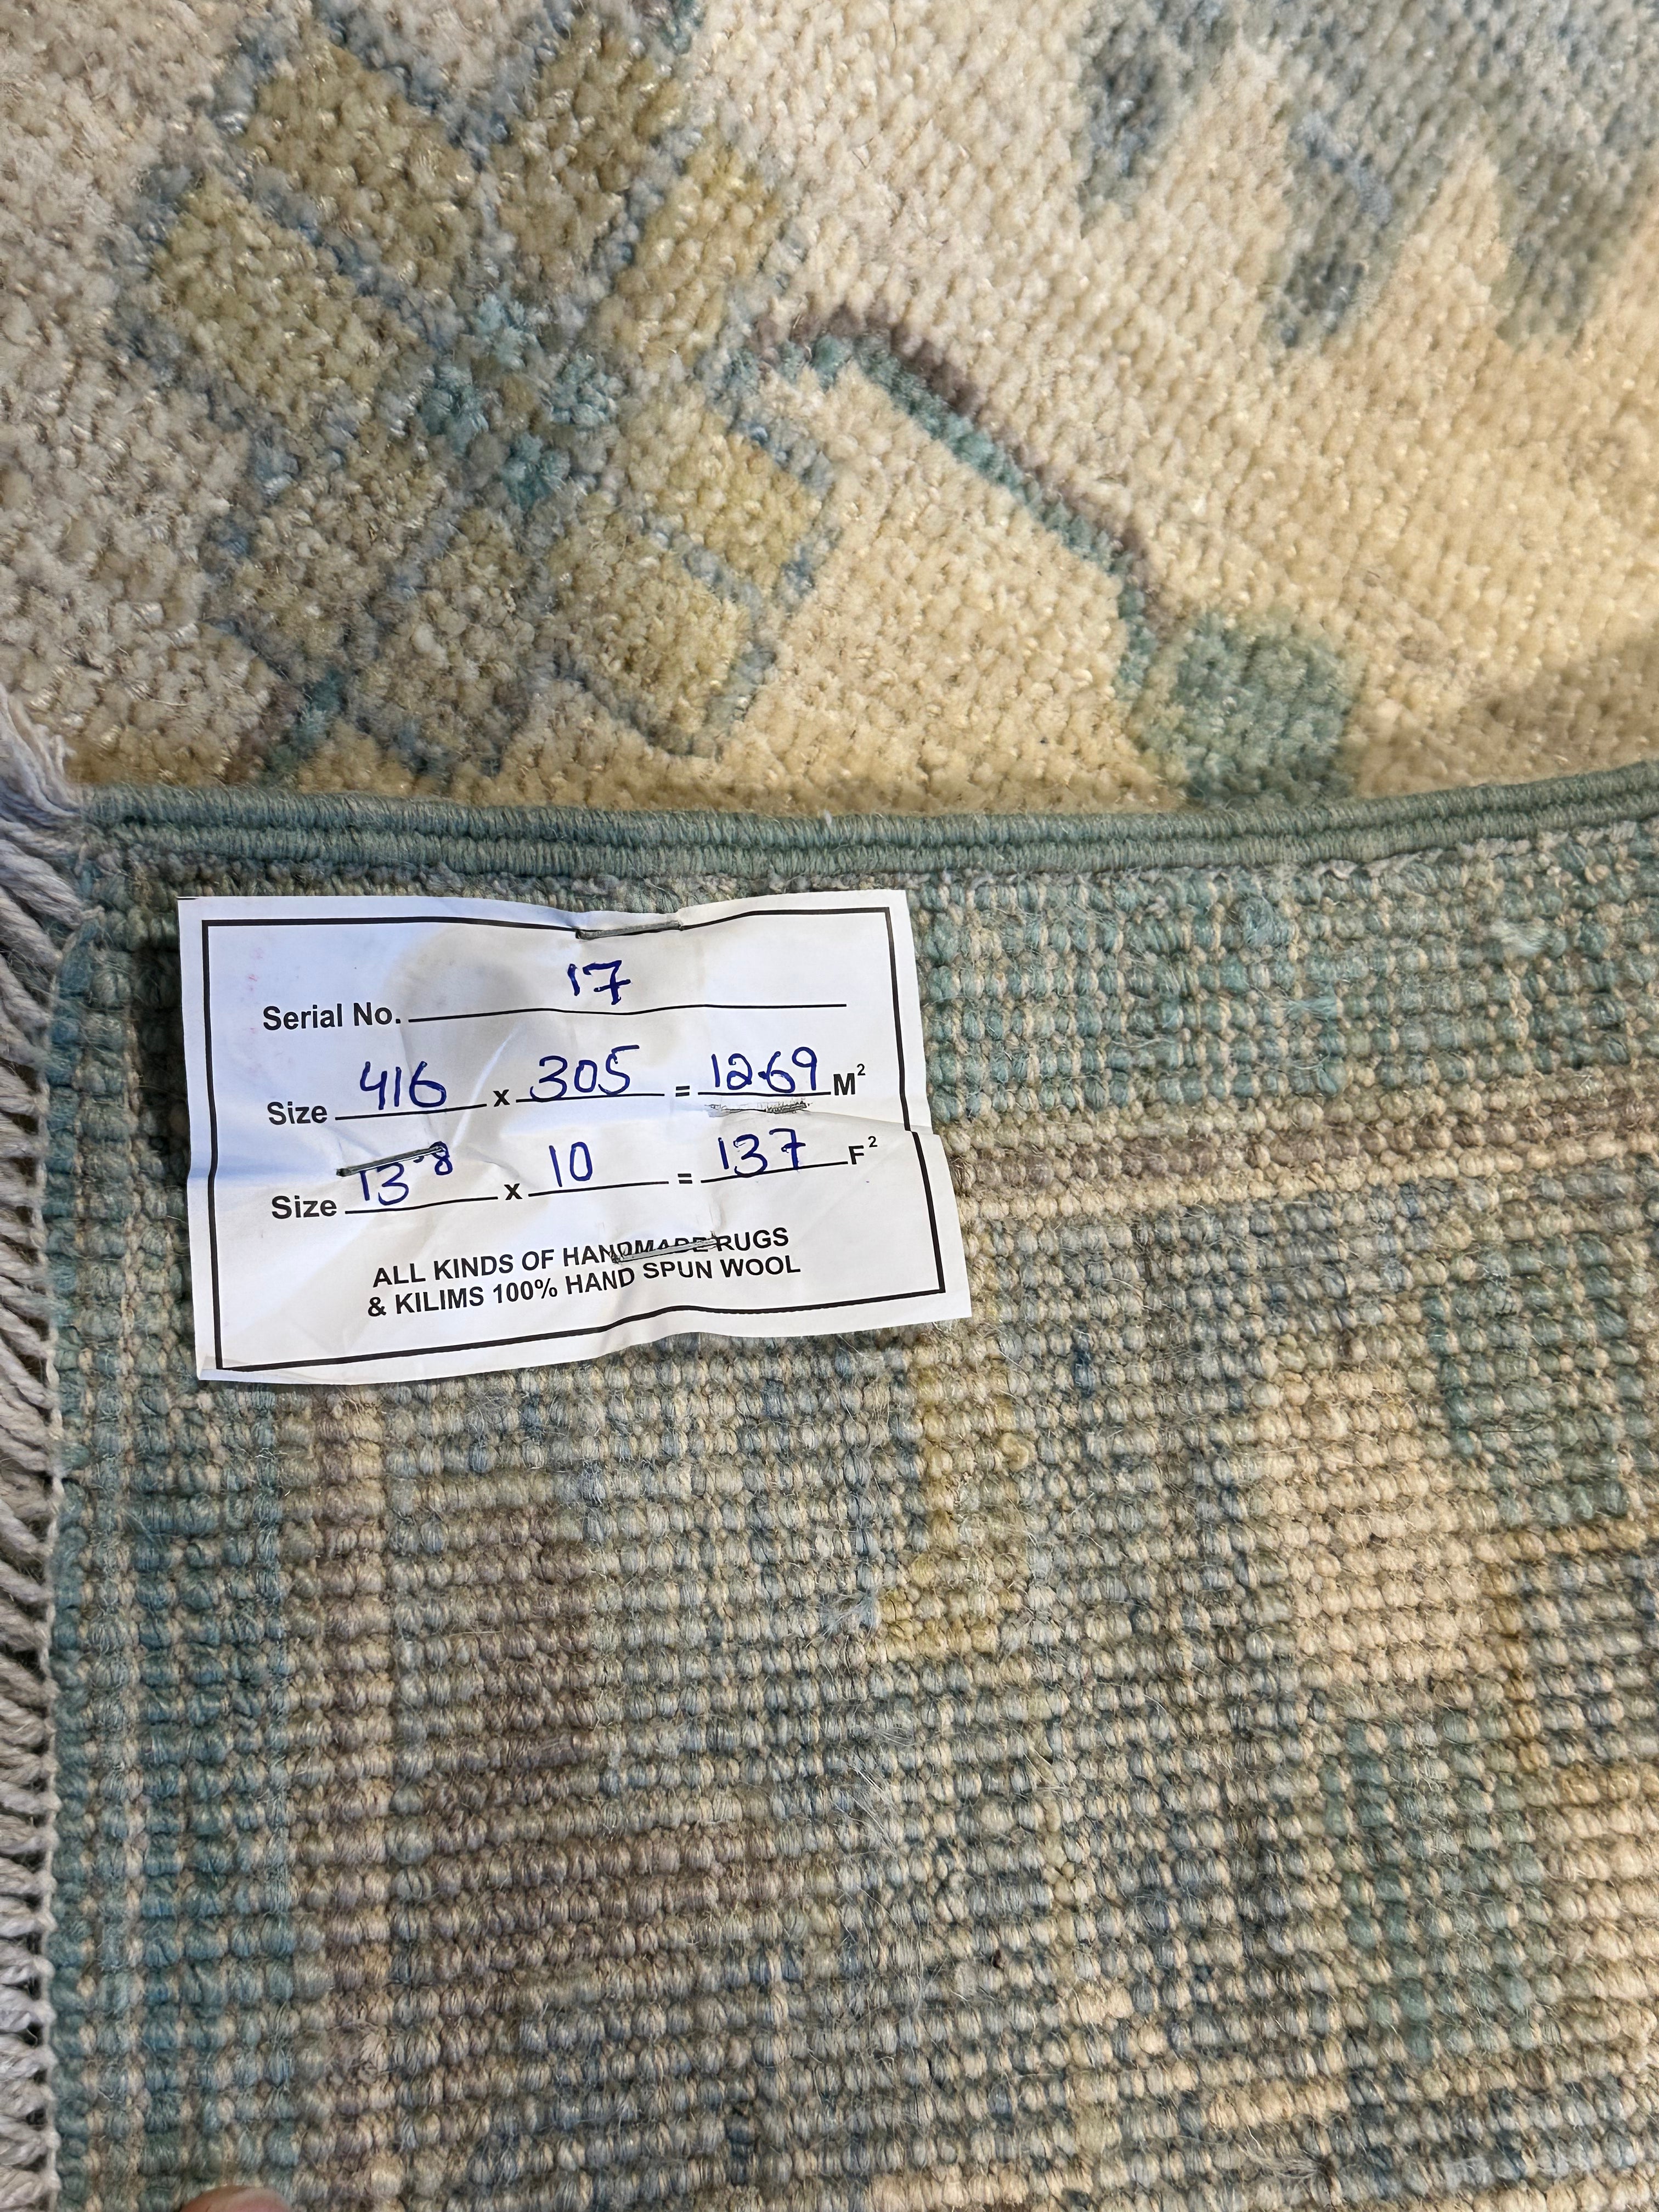 Serial No. 17
Size 416 x 305 = 12.69 M²
Size 13-8 x 10 = 137 F²
ALL KINDS OF HANDMADE RUGS
& KILIMS 100% HAND SPUN WOOL